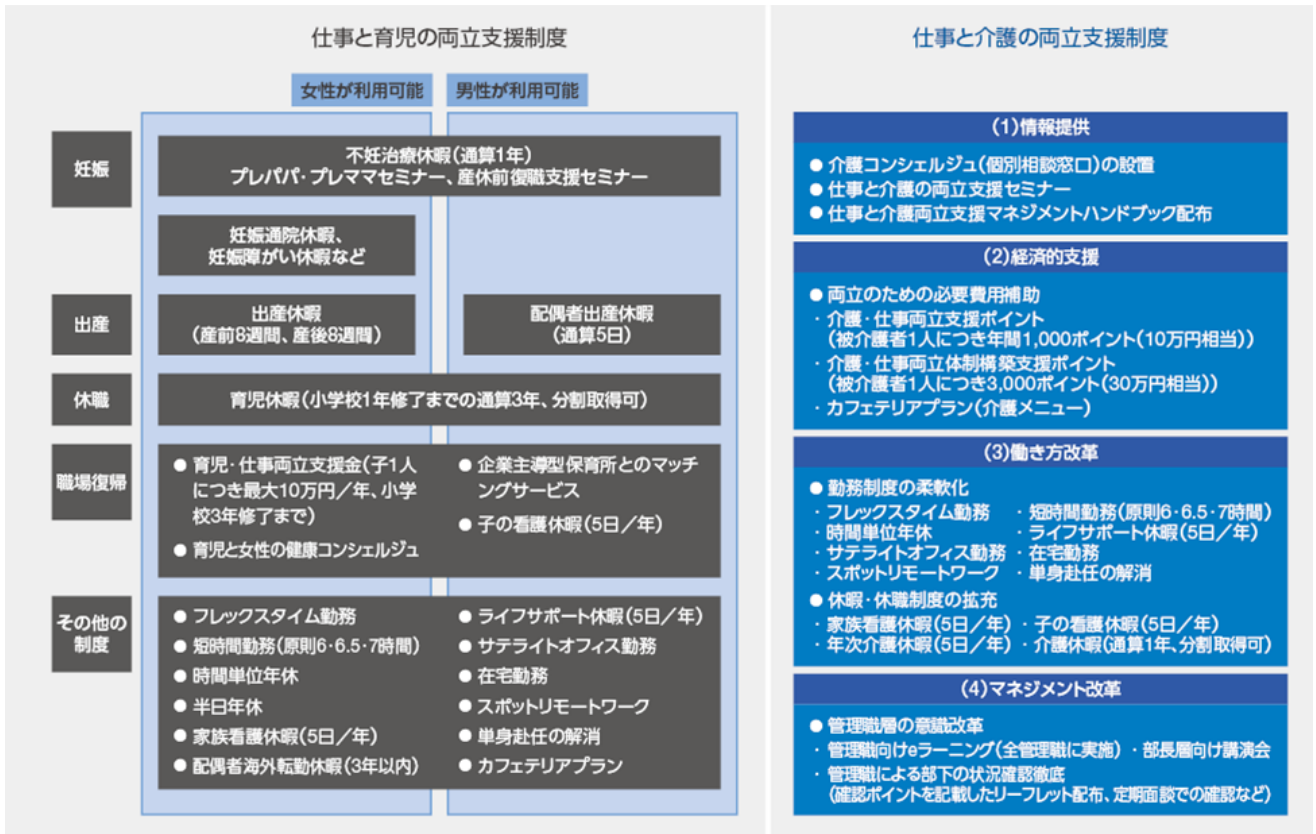 仕事と育児の両立支援制度
女性が利用可能
男性が利用可能
妊娠
不妊治療休暇(通算1年)
プレパパ・プレママセミナー、産休前復職支援セミナー
妊娠通院休暇、
妊娠障がい休暇など
出産
出産休暇
(産前8週間、産後8週間)
配偶者出産休暇
(通算5日)
休職
育児休暇(小学校1年修了までの通算3年、分割取得可)
職場復帰
● 育児・仕事両立支援金(子1人
につき最大10万円／年、小学
校3年修了まで)
● 育児と女性の健康コンシェルジュ
● 企業主導型保育所とのマッチ
ングサービス
● 子の看護休暇(5日／年)
その他の
制度
● フレックスタイム勤務
● 短時間勤務(原則6・6.5・7時間)
● 時間単位年休
● 半日年休
● 家族看護休暇(5日／年)
● 配偶者海外転勤休暇(3年以内)
● ライフサポート休暇(5日／年)
● サテライトオフィス勤務
● 在宅勤務
● スポットリモートワーク
● 単身赴任の解消
● カフェテリアプラン
仕事と介護の両立支援制度
(1)情報提供
● 介護コンシェルジュ(個別相談窓口)の設置
● 仕事と介護の両立支援セミナー
● 仕事と介護両立支援マネジメントハンドブック配布
(2)経済的支援
● 両立のための必要費用補助
・介護・仕事両立支援ポイント
(被介護者1人につき年間1,000ポイント(10万円相当))
・介護・仕事両立体制構築支援ポイント
(被介護者1人につき3,000ポイント(30万円相当))
・カフェテリアプラン(介護メニュー)
(3)働き方改革
● 勤務制度の柔軟化
・フレックスタイム勤務 ・短時間勤務(原則6・6.5・7時間)
・時間単位年休 ・ライフサポート休暇(5日／年)
・サテライトオフィス勤務 ・在宅勤務
・スポットリモートワーク ・単身赴任の解消
● 休暇・休職制度の拡充
・家族看護休暇(5日／年) ・子の看護休暇(5日／年)
・年次介護休暇(5日／年) ・介護休暇(通算1年、分割取得可)
(4)マネジメント改革
● 管理職層の意識改革
・管理職向けeラーニング(全管理職に実施) ・部長層向け講演会
・管理職による部下の状況確認徹底
(確認ポイントを記載したリーフレット配布、定期面談での確認など)